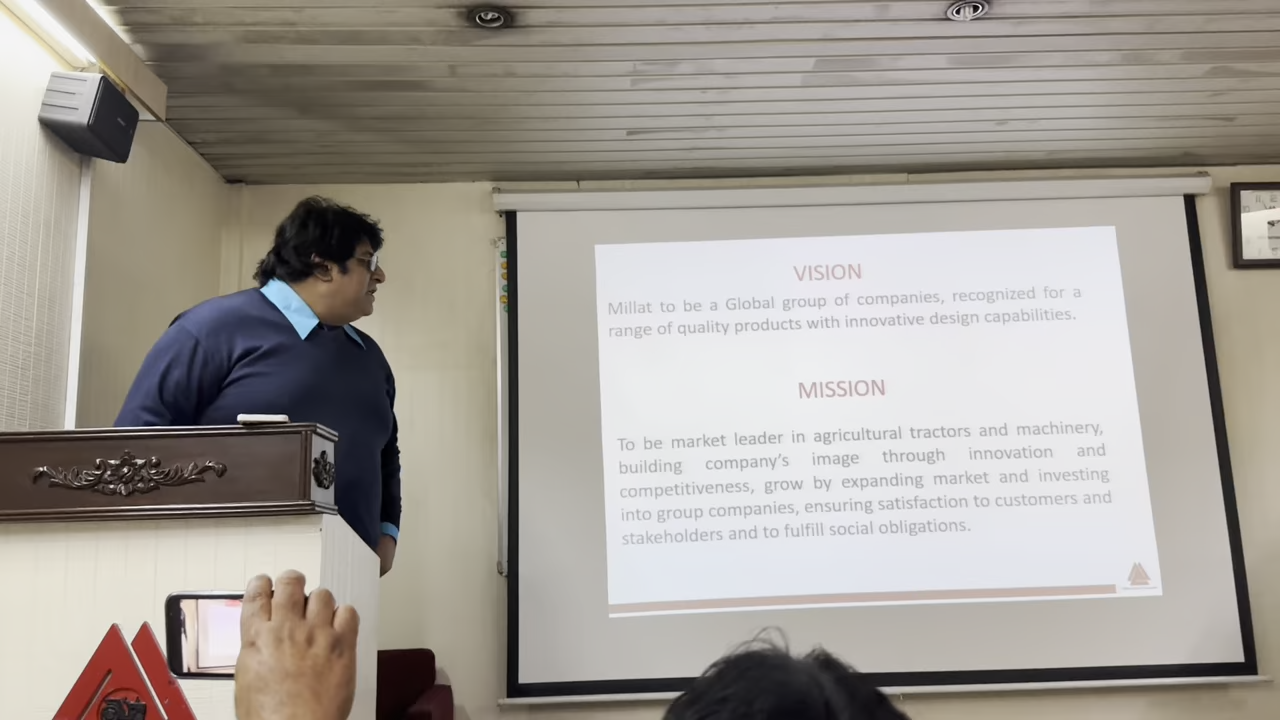 VISION
Millat to be a Global group of companies, recognized for a
range of quality products with innovative design capabilities.
MISSION
To be market leader in agricultural tractors and machinery,
building company's image through innovation and
competitiveness, grow by expanding market and investing
into group companies, ensuring satisfaction to customers and
stakeholders and to fulfill social obligations.